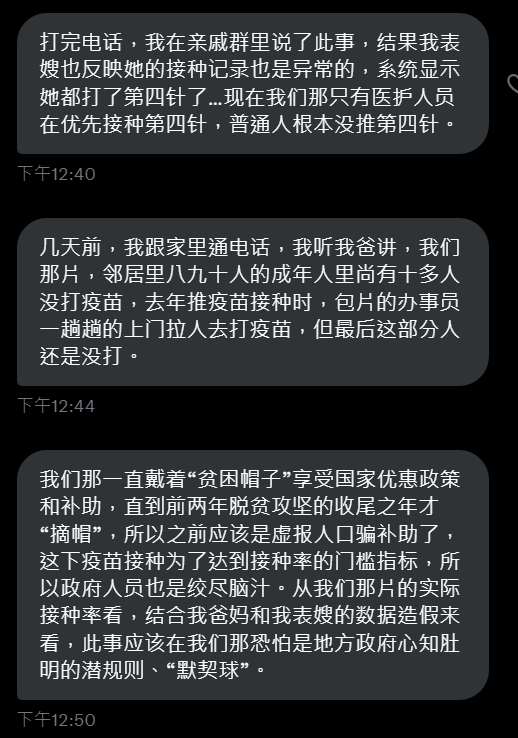 打完电话，我在亲戚群里说了此事，结果我表
嫂也反映她的接种记录也是异常的，系统显示
她都打了第四针了...现在我们那只有医护人员
在优先接种第四针，普通人根本没推第四针。
下午12:40
几天前，我跟家里通电话，我听我爸讲，我们
那片，邻居里八九十人的成年人里尚有十多人
没打疫苗，去年推疫苗接种时，包片的办事员
一趟趟的上门拉人去打疫苗，但最后这部分人
还是没打。
下午12:44
我们那一直戴着“贫困帽子”享受国家优惠政策
和补助，直到前两年脱贫攻坚的收尾之年才
“摘帽”，所以之前应该是虚报人口骗补助了，
这下疫苗接种为了达到接种率的门槛指标，所
以政府人员也是绞尽脑汁。从我们那片的实际
接种率看，结合我爸妈和我表嫂的数据造假来
看，此事应该在我们那恐怕是地方政府心知肚
明的潜规则、“默契球”。
下午12:50